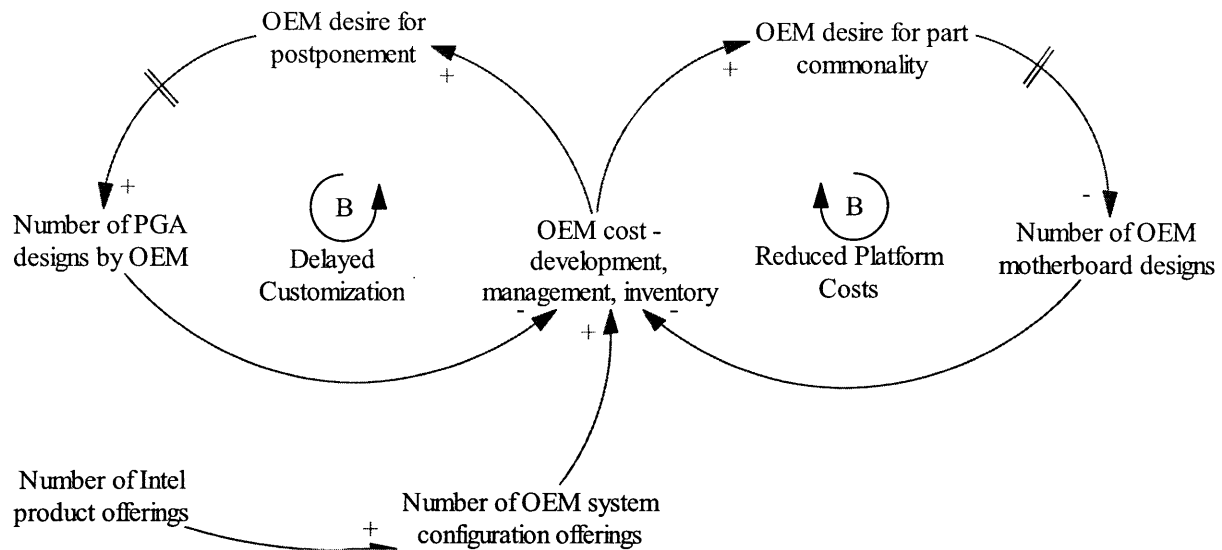 OEM desire for
postponement
+
OEM desire for part
commonality
+
+
Number of PGA
designs by OEM
B
Delayed
Customization
OEM cost -
development,
management, inventory
B
Reduced Platform
Costs
-
Number of OEM
motherboard designs
-
+
-
Number of Intel
product offerings
+
Number of OEM system
configuration offerings